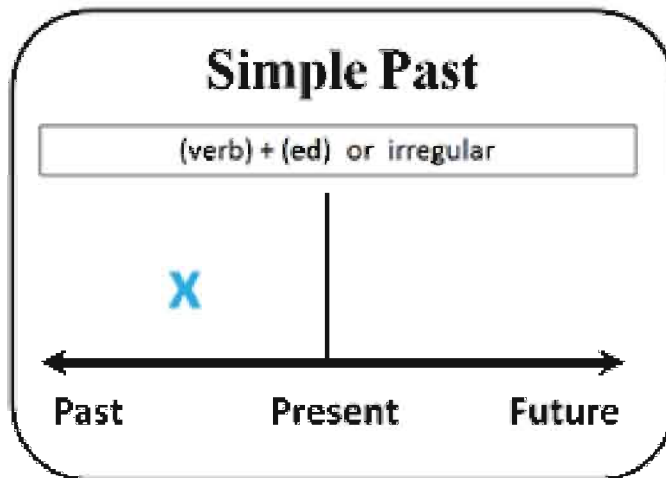 Simple Past
(verb) + (ed) or irregular
X
Past Present Future